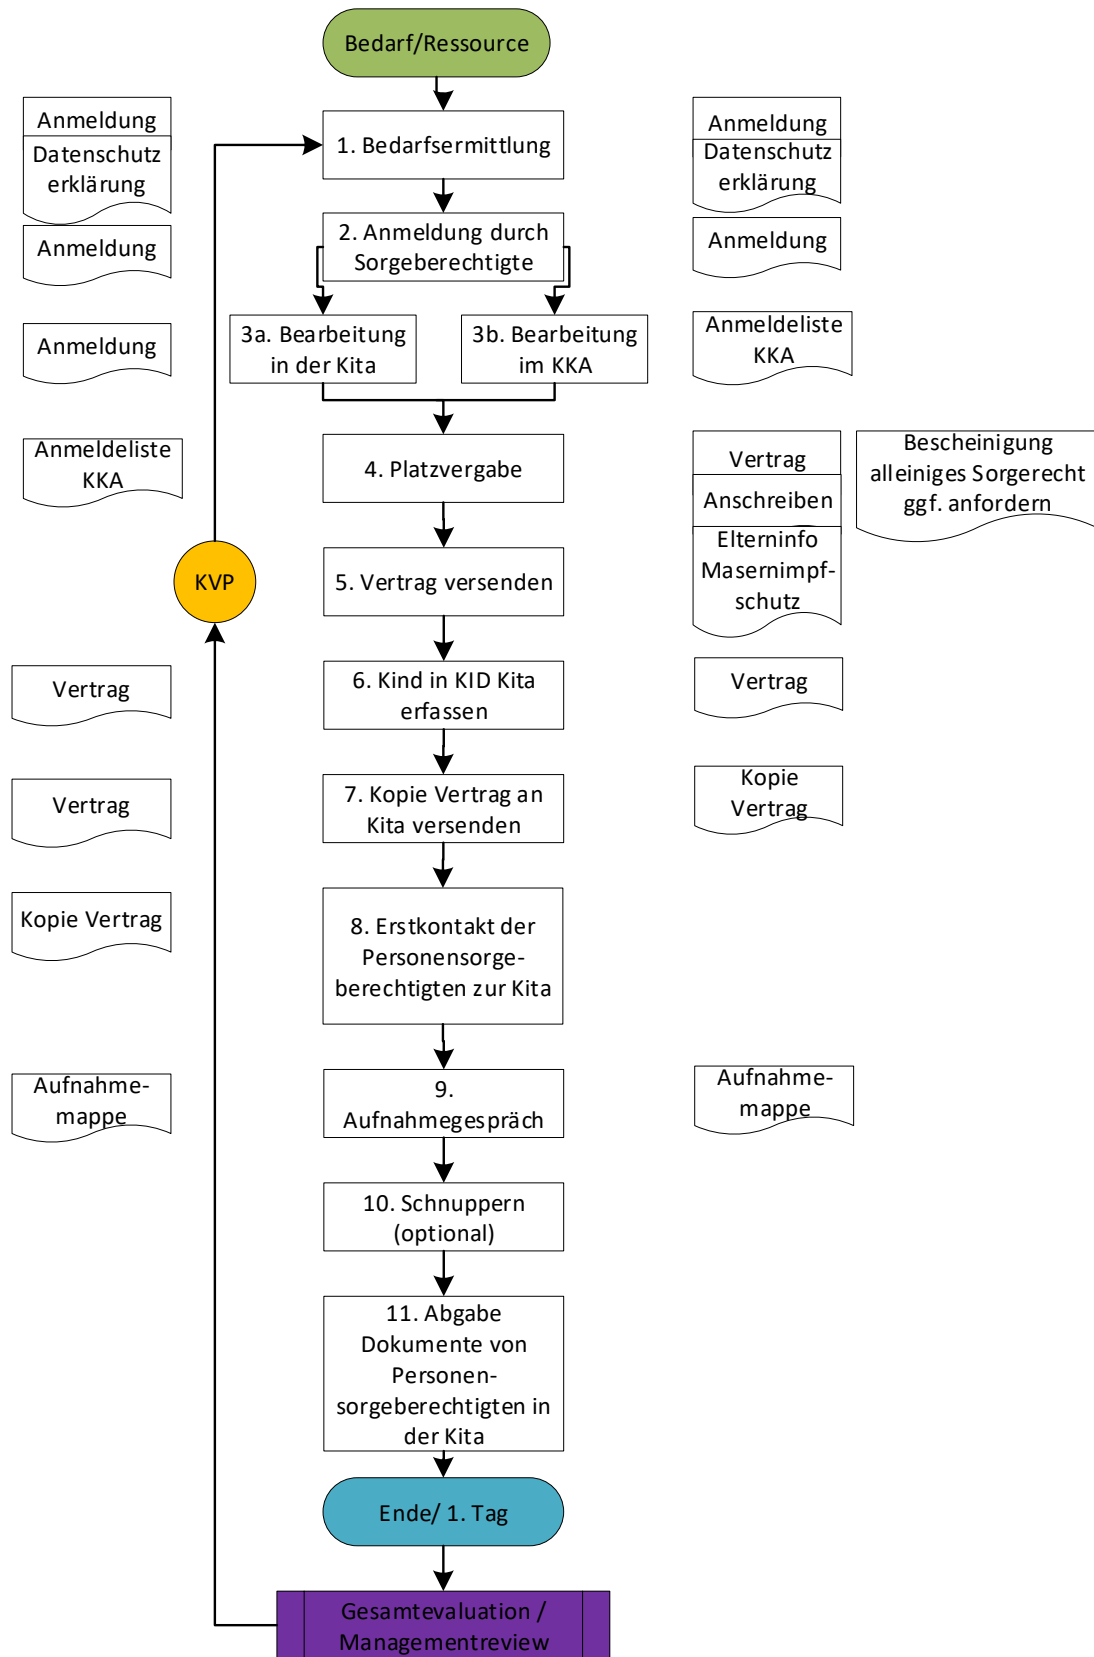 Bedarf/Ressource
Anmeldung
Datenschutz
erklärung
1. Bedarfsermittlung
Anmeldung
Datenschutz
erklärung
Anmeldung
2. Anmeldung durch
Sorgeberechtigte
Anmeldung
Anmeldung
3a. Bearbeitung
in der Kita
3b. Bearbeitung
im KKA
Anmeldeliste
KKA
Anmeldeliste
KKA
4. Platzvergabe
Vertrag
Anschreiben
Elterninfo
Masernimpf-
schutz
Bescheinigung
alleiniges Sorgerecht
ggf. anfordern
KVP
5. Vertrag versenden
Vertrag
6. Kind in KID Kita
erfassen
Vertrag
Vertrag
7. Kopie Vertrag an
Kita versenden
Kopie
Vertrag
Kopie Vertrag
8. Erstkontakt der
Personensorge-
berechtigten zur Kita
Aufnahme-
mappe
9.
Aufnahmegespräch
Aufnahme-
mappe
10. Schnuppern
(optional)
11. Abgabe
Dokumente von
Personen-
sorgeberechtigten in
der Kita
Ende/ 1. Tag
Gesamtevaluation /
Managementreview